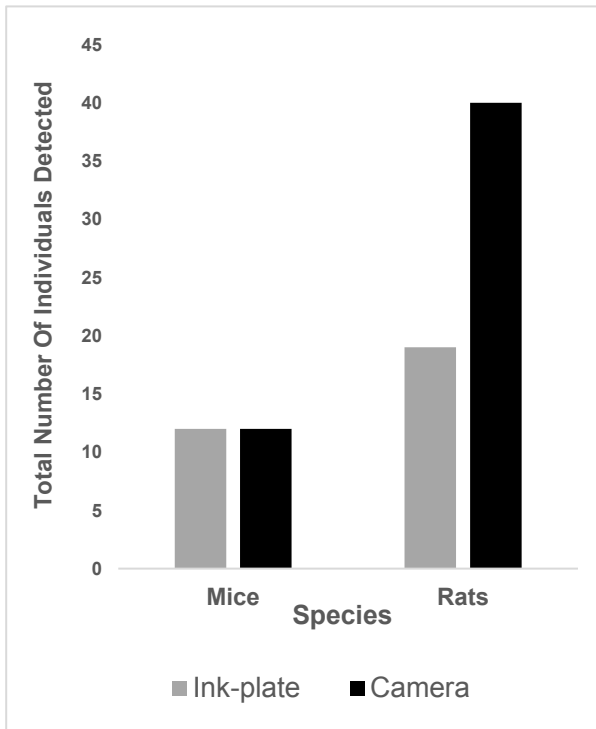 Total Number Of Individuals Detected
45
40
35
30
25
20
15
10
5
0
Mice
Rats
Species
Ink-plate
Camera